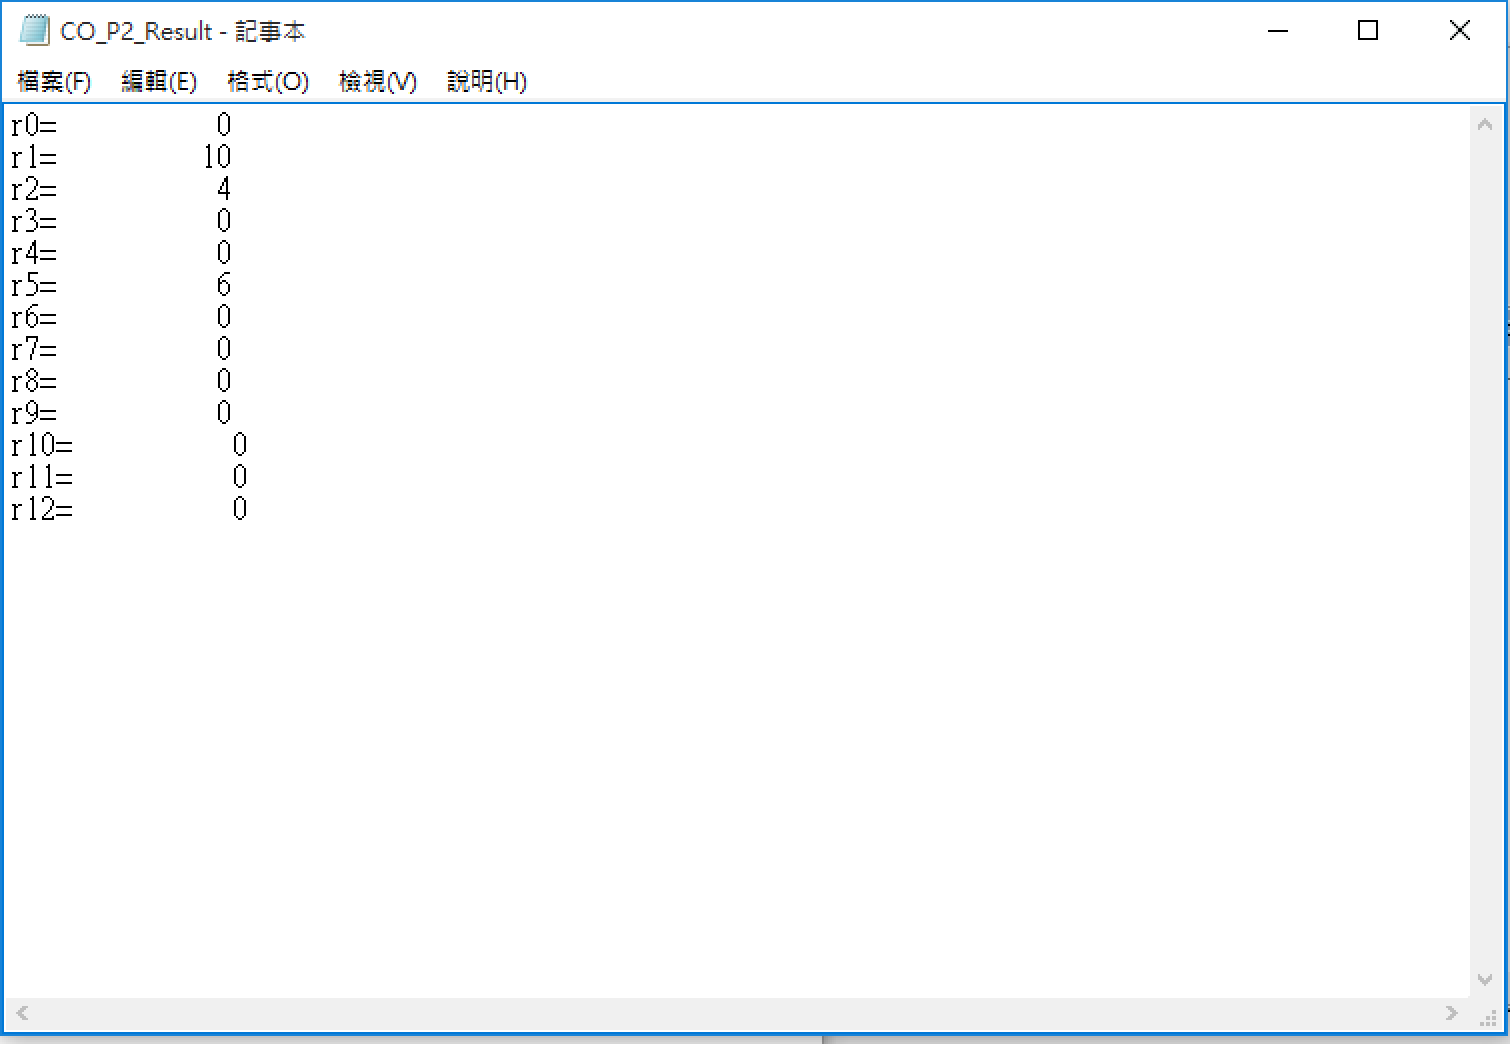 CO_P2_Result - 記事本
檔案(F) 編輯(E) 格式(O) 檢視(V) 說明(H)
r0= 0
r1= 10
r2= 4
r3= 0
r4= 0
r5= 6
r6= 0
r7= 0
r8= 0
r9= 0
r10= 0
r11= 0
r12= 0